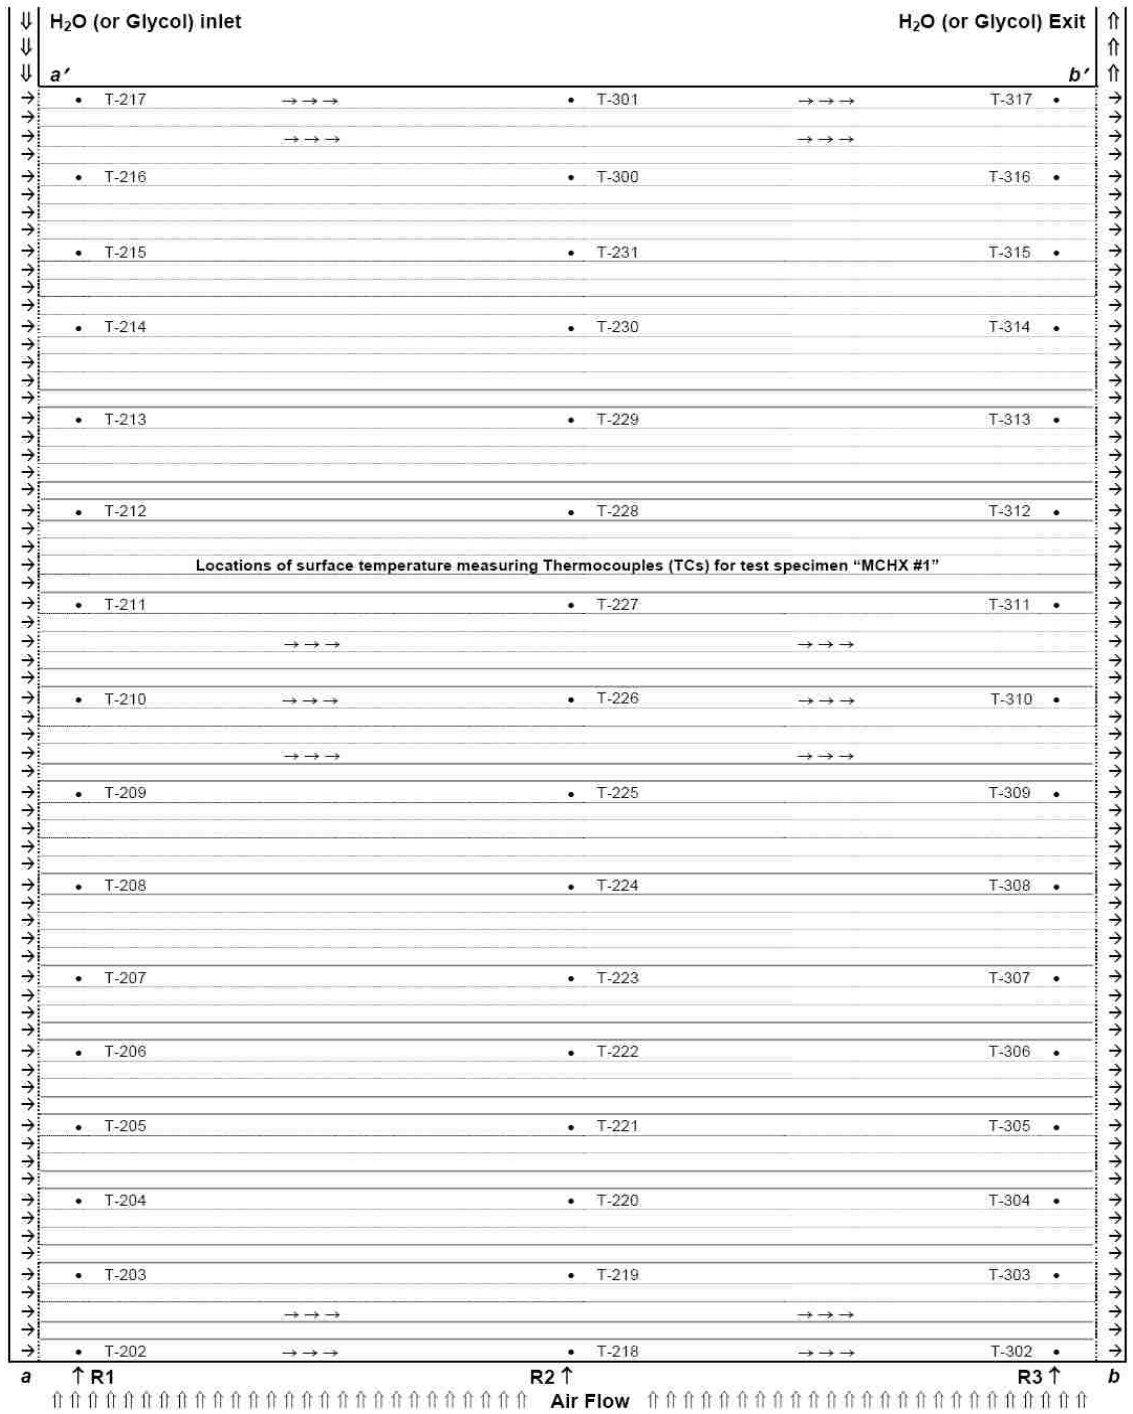 H₂O (or Glycol) inlet H₂O (or Glycol) Exit
a′ b′
T-217 →→→ T-301 →→→ T-317
→→→ →→→
T-216 T-300 T-316
T-215 T-231 T-315
T-214 T-230 T-314
T-213 T-229 T-313
T-212 T-228 T-312
Locations of surface temperature measuring Thermocouples (TCs) for test specimen “MCHX #1”
T-211 T-227 T-311
→→→ →→→
T-210 →→→ T-226 →→→ T-310
→→→ →→→
T-209 T-225 T-309
T-208 T-224 T-308
T-207 T-223 T-307
T-206 T-222 T-306
T-205 T-221 T-305
T-204 T-220 T-304
T-203 T-219 T-303
→→→ →→→
T-202 →→→ T-218 →→→ T-302
a ↑ R1 R2 ↑ R3 ↑ b
Air Flow